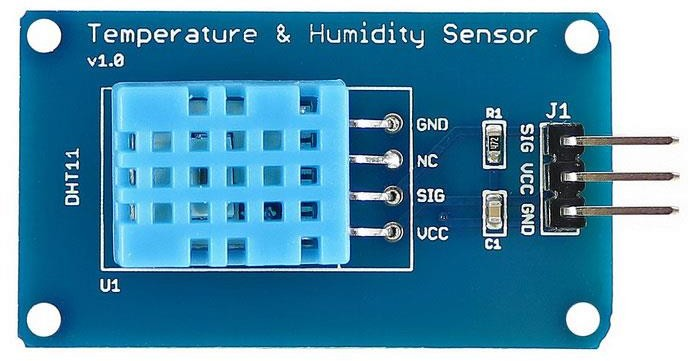 Temperature & Humidity Sensor
v1.0
DHT11
U1
GND
NC
SIG
VCC
R1
472
C1
J1
SIG
VCC
GND